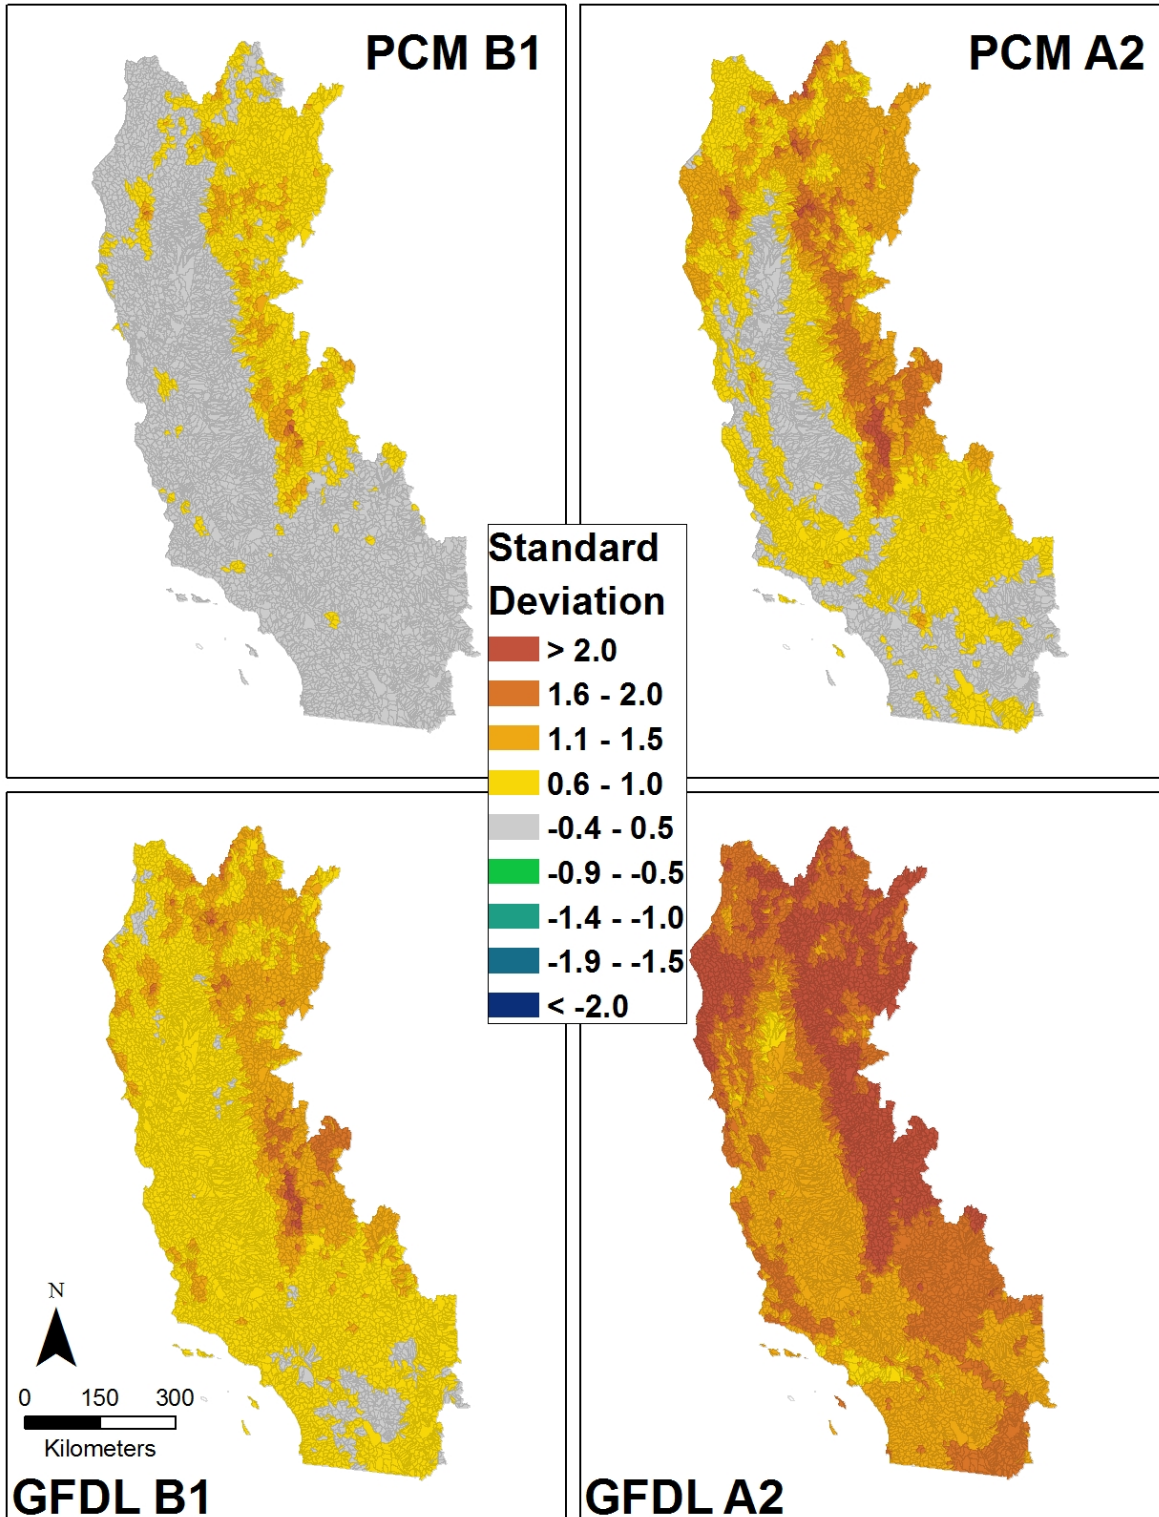 PCM B1
PCM A2
Standard
Deviation
> 2.0
1.6 - 2.0
1.1 - 1.5
0.6 - 1.0
-0.4 - 0.5
-0.9 - -0.5
-1.4 - -1.0
-1.9 - -1.5
< -2.0
N
0 150 300
Kilometers
GFDL B1
GFDL A2